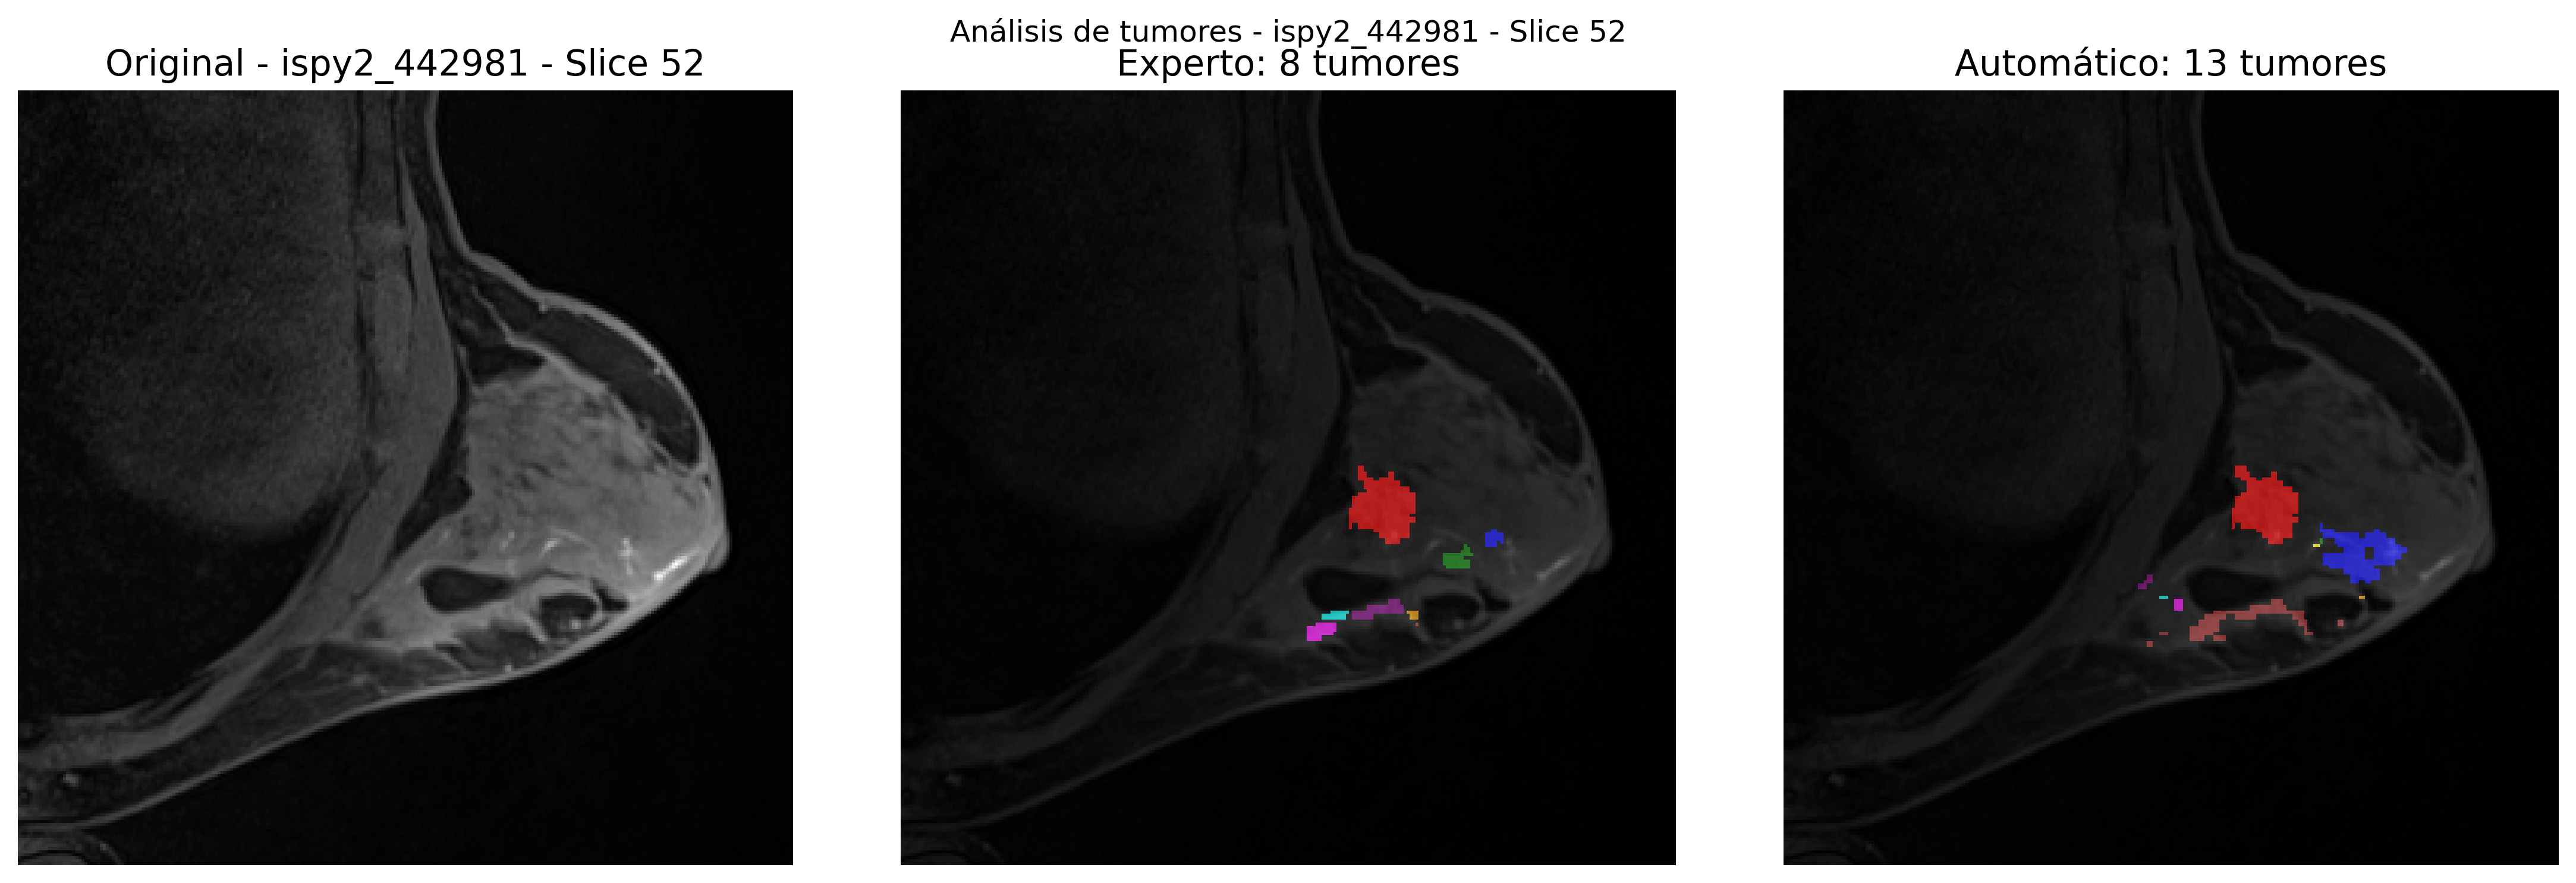 Análisis de tumores - ispy2_442981 - Slice 52
Original - ispy2_442981 - Slice 52
Experto: 8 tumores
Automático: 13 tumores